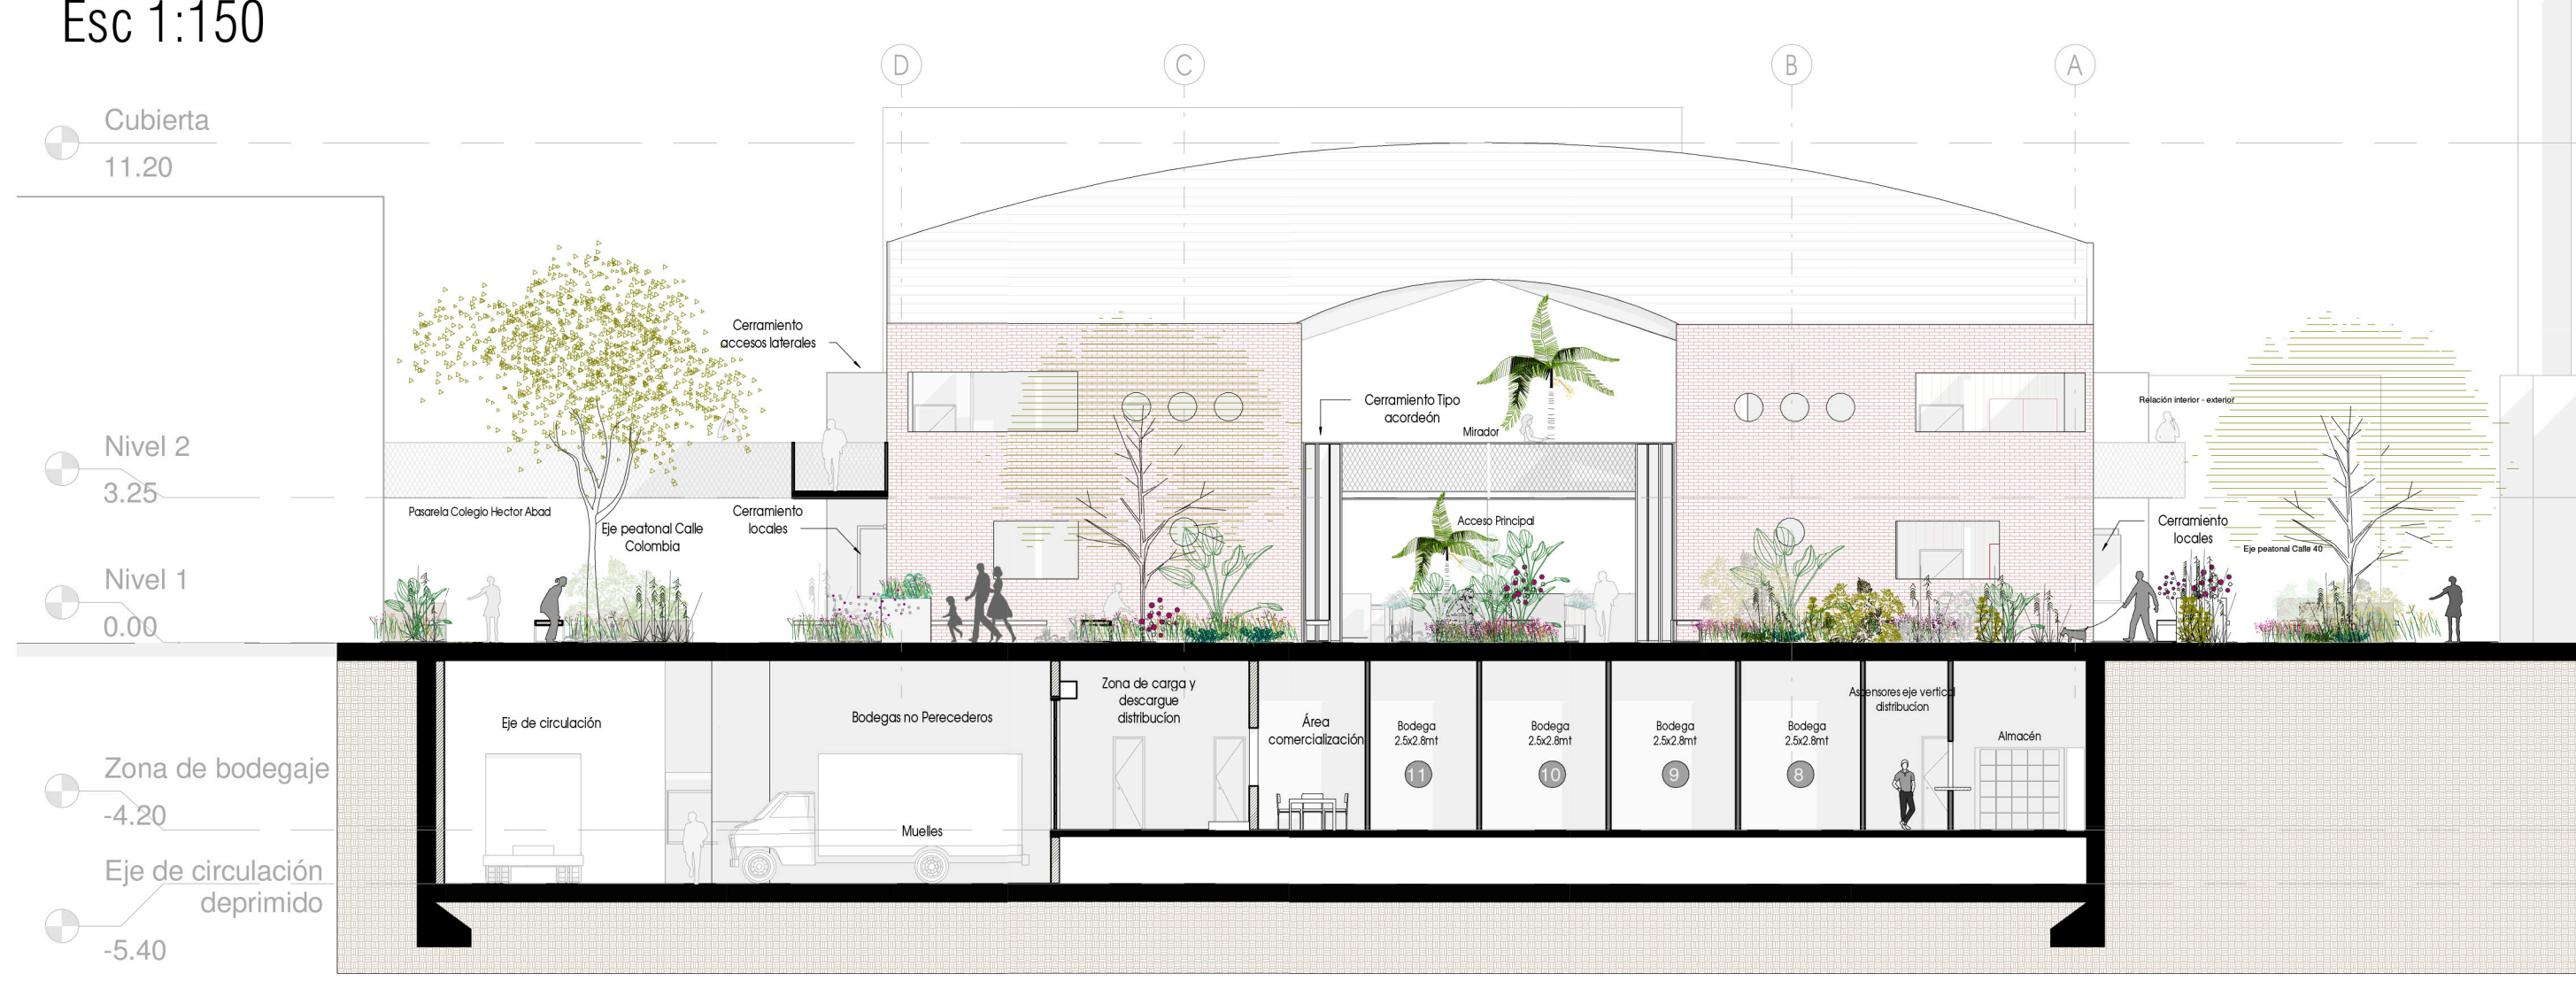 Esc 1:150
D
C
B
A
Cubierta
11.20
Cerramiento
accesos laterales
Cerramiento Tipo
acordeón
Mirador
Relación interior - exterior
Nivel 2
3.25
Pasarela Colegio Hector Abad
Eje peatonal Calle
Colombia
Cerramiento
locales
Acceso Principal
Cerramiento
locales
Eje peatonal Calle 40
Nivel 1
0.00
Eje de circulación
Bodegas no Perecederos
Zona de carga y
descargue
distribucíon
Área
comercialización
Bodega
2.5x2.8mt
11
Bodega
2.5x2.8mt
10
Bodega
2.5x2.8mt
9
Bodega
2.5x2.8mt
8
Ascensores eje vertical
distribucíon
Almacén
Zona de bodegaje
-4.20
Muelles
Eje de circulación
deprimido
-5.40